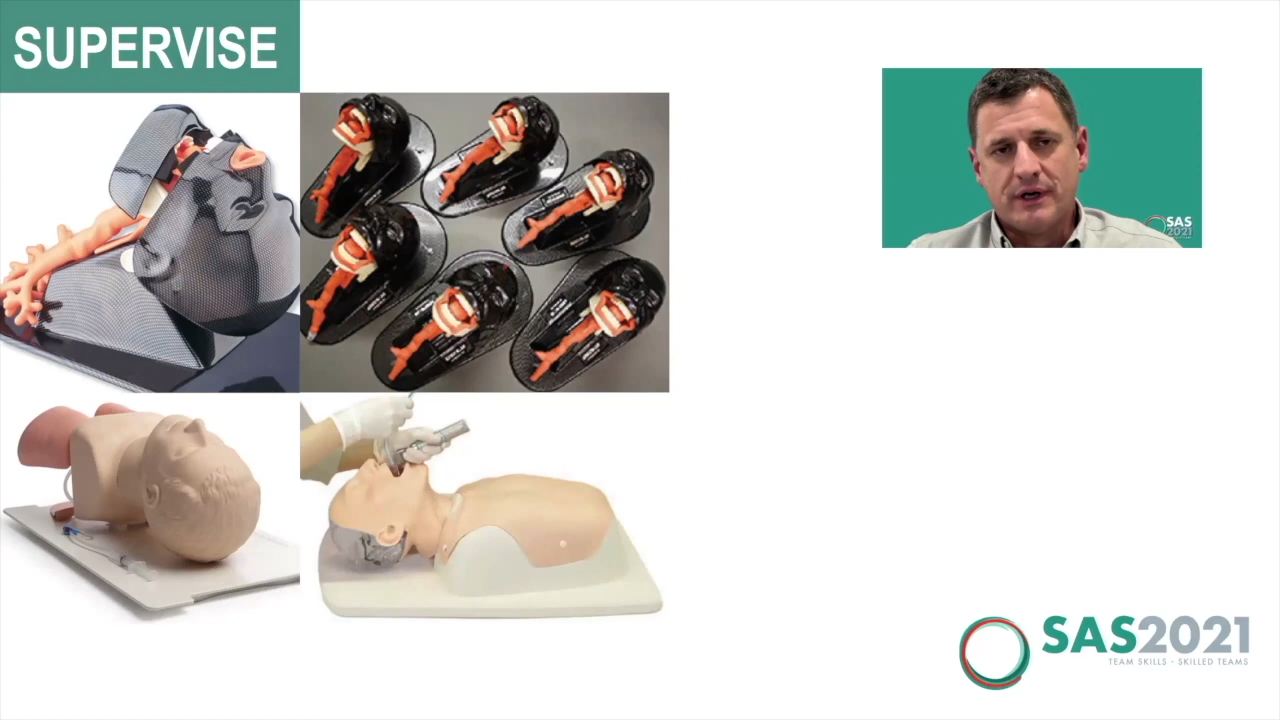 SUPERVISE
SAS
2021
SAS2021
TEAM SKILLS - SKILLED TEAMS